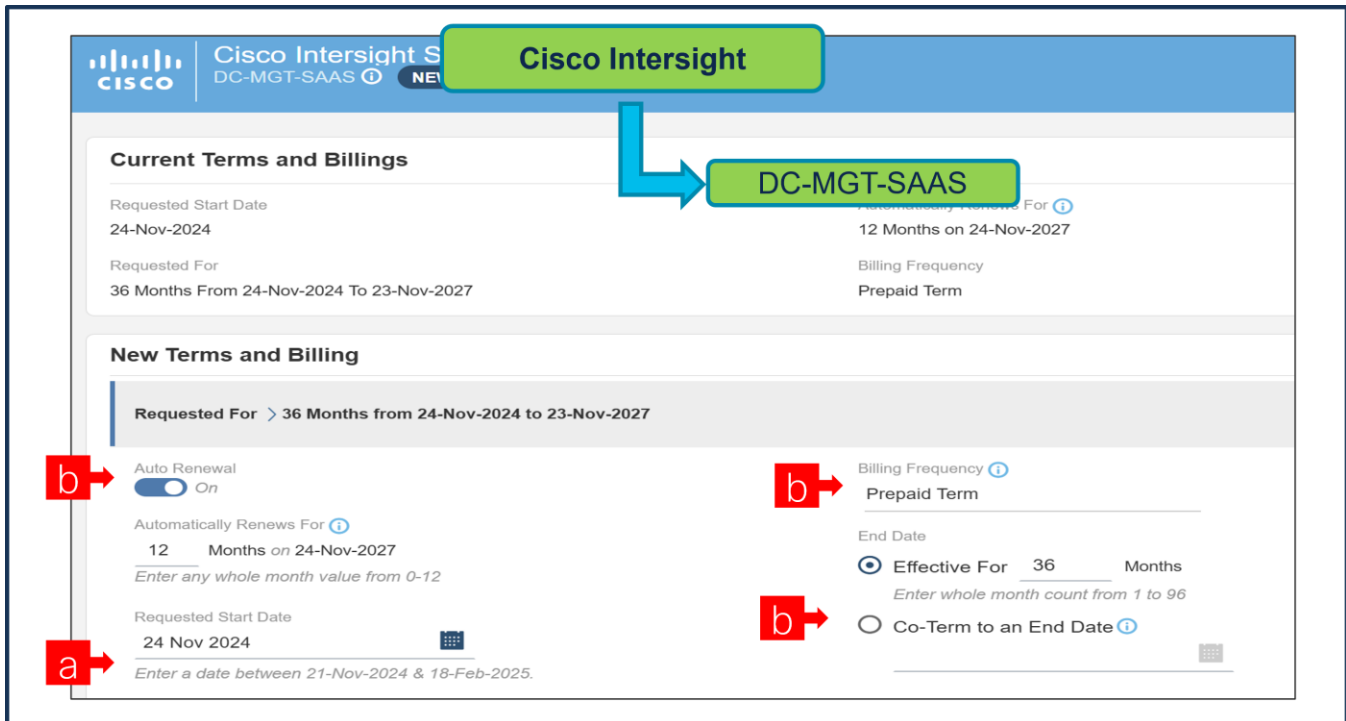 CISCO
Cisco Intersight S
DC-MGT-SAAS
Cisco Intersight
DC-MGT-SAAS
Current Terms and Billings
Requested Start Date
24-Nov-2024
Automatically Renews For
12 Months on 24-Nov-2027
Requested For
36 Months From 24-Nov-2024 To 23-Nov-2027
Billing Frequency
Prepaid Term
New Terms and Billing
Requested For > 36 Months from 24-Nov-2024 to 23-Nov-2027
b
Auto Renewal
On
Automatically Renews For
12 Months on 24-Nov-2027
Enter any whole month value from 0-12
Requested Start Date
24 Nov 2024
a
Enter a date between 21-Nov-2024 & 18-Feb-2025.
b
Billing Frequency
Prepaid Term
End Date
Effective For 36 Months
Enter whole month count from 1 to 96
b
Co-Term to an End Date